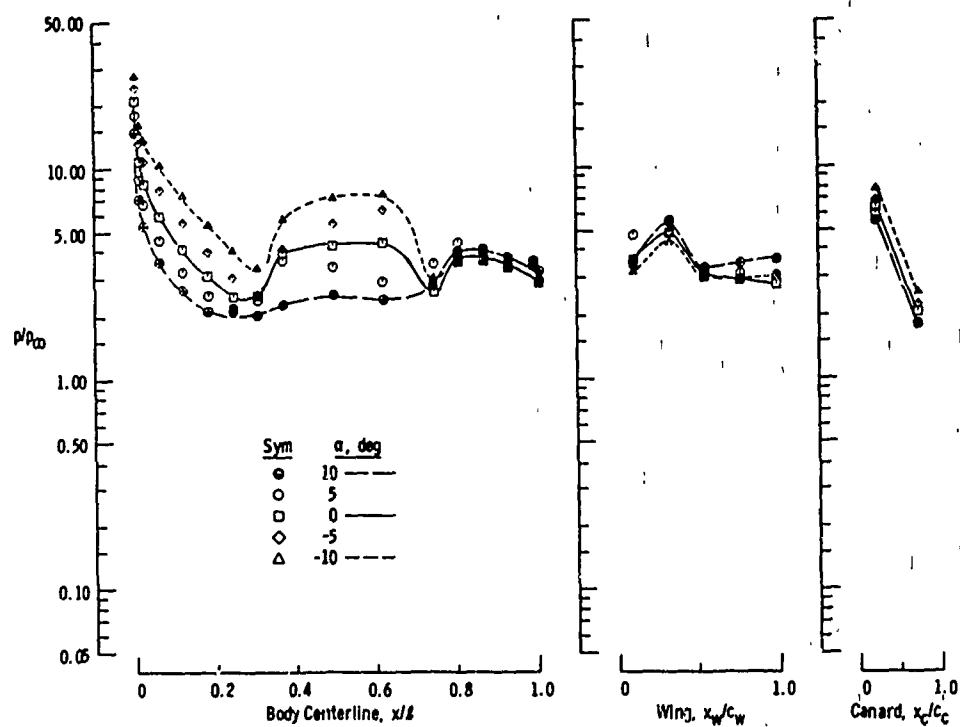 50.00
10.00
5.00
p/p∞
1.00
0.50
0.10
0.05
Sym α, deg
10
5
0
-5
-10
0 0.2 0.4 0.6 0.8 1.0
Body Centerline, x/ℓ
0 0.5 1.0
Wing, x_w/c_w
0 1.0
Canard, x_c/c_c